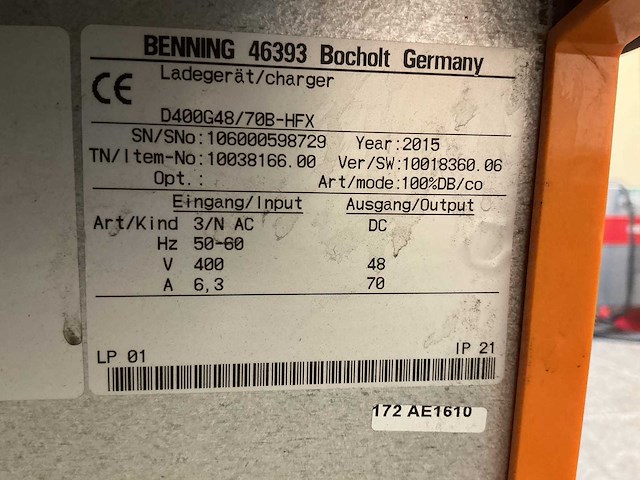 BENNING 46393 Bocholt Germany
CE Ladegerät/charger
D400G48/70B-HFX
SN/SNo:106000598729 Year:2015
TN/Item-No:10038166.00 Ver/SW:10018360.06
Opt.: Art/mode:100%DB/co
Eingang/Input Ausgang/Output
Art/Kind 3/N AC DC
Hz 50-60
V 400 48
A 6,3 70
LP 01 IP 21
172 AE1610